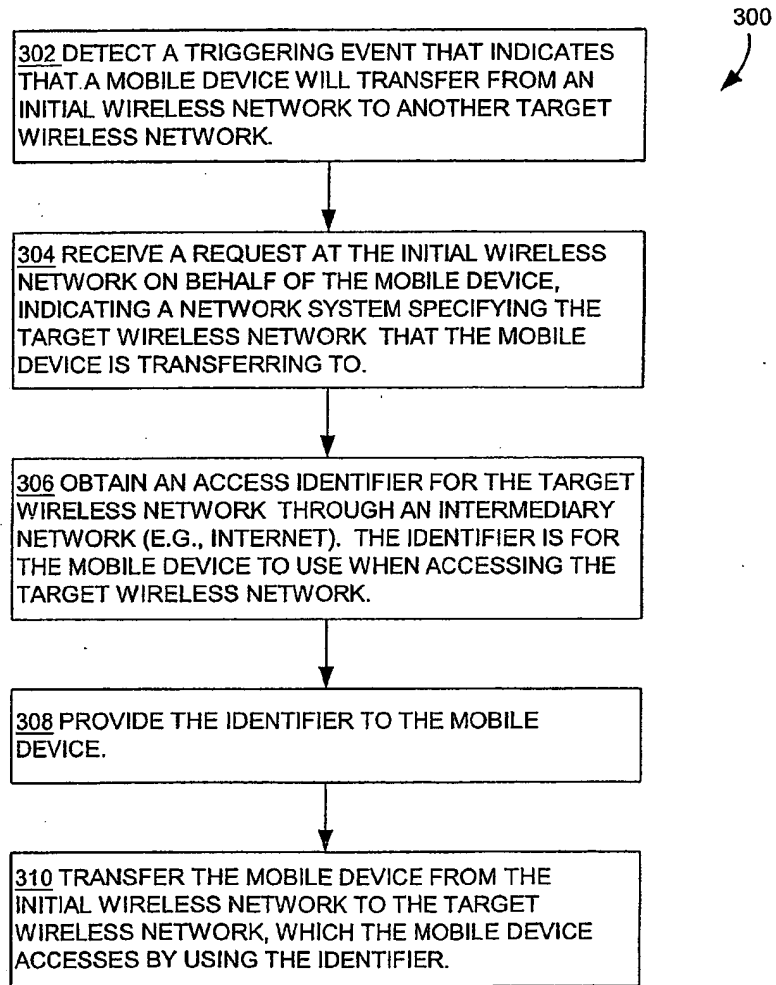 300
302 DETECT A TRIGGERING EVENT THAT INDICATES
THAT A MOBILE DEVICE WILL TRANSFER FROM AN
INITIAL WIRELESS NETWORK TO ANOTHER TARGET
WIRELESS NETWORK.
304 RECEIVE A REQUEST AT THE INITIAL WIRELESS
NETWORK ON BEHALF OF THE MOBILE DEVICE,
INDICATING A NETWORK SYSTEM SPECIFYING THE
TARGET WIRELESS NETWORK THAT THE MOBILE
DEVICE IS TRANSFERRING TO.
306 OBTAIN AN ACCESS IDENTIFIER FOR THE TARGET
WIRELESS NETWORK THROUGH AN INTERMEDIARY
NETWORK (E.G., INTERNET). THE IDENTIFIER IS FOR
THE MOBILE DEVICE TO USE WHEN ACCESSING THE
TARGET WIRELESS NETWORK.
308 PROVIDE THE IDENTIFIER TO THE MOBILE
DEVICE.
310 TRANSFER THE MOBILE DEVICE FROM THE
INITIAL WIRELESS NETWORK TO THE TARGET
WIRELESS NETWORK, WHICH THE MOBILE DEVICE
ACCESSES BY USING THE IDENTIFIER.